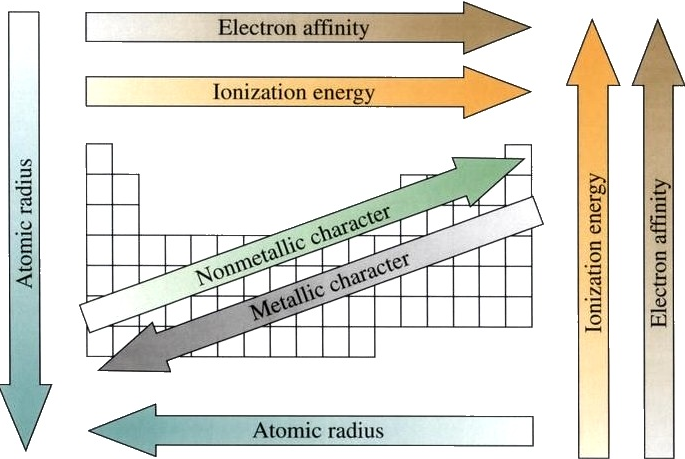 Electron affinity
Ionization energy
Atomic radius
Nonmetallic character
Metallic character
Ionization energy
Electron affinity
Atomic radius